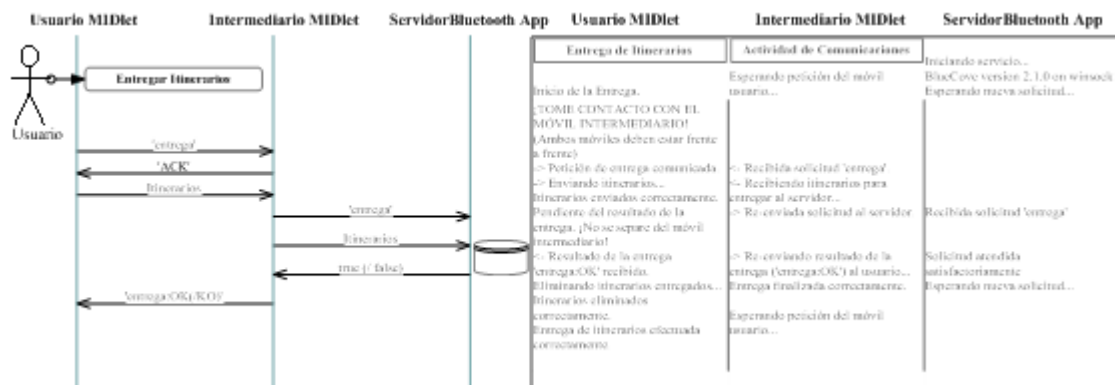 Usuario MIDlet Intermediario MIDlet ServidorBluetooth App Usuario MIDlet Intermediario MIDlet ServidorBluetooth App
Entregar Itinerarios
Usuario
'entrega'
'ACK'
Itinerarios
'entrega'
Itinerarios
true (/ false)
'entrega:OK(/KO)'
Entrega de Itinerarios
Inicio de la Entrega.
¡TOME CONTACTO CON EL
MÓVIL INTERMEDIARIO!
(Ambos móviles deben estar frente
a frente)
-> Petición de entrega comunicada
-> Enviando itinerarios...
Itinerarios enviados correctamente.
Pendiente del resultado de la
entrega. ¡No se separe del móvil
intermediario!
<- Resultado de la entrega
'entrega:OK' recibido.
Eliminando itinerarios entregados...
Itinerarios eliminados
correctamente.
Entrega de itinerarios efectuada
correctamente.
Actividad de Comunicaciones
Esperando petición del móvil
usuario...
<- Recibida solicitud 'entrega'
<- Recibiendo itinerarios para
entregar al servidor...
-> Re-enviada solicitud al servidor
-> Re-enviando resultado de la
entrega ('entrega:OK') al usuario...
Entrega finalizada correctamente.
Esperando petición del móvil
usuario...
Iniciando servicio...
BlueCove version 2.1.0 on winsock
Esperando nueva solicitud...
Recibida solicitud 'entrega'
Solicitud atendida
satisfactoriamente
Esperando nueva solicitud...